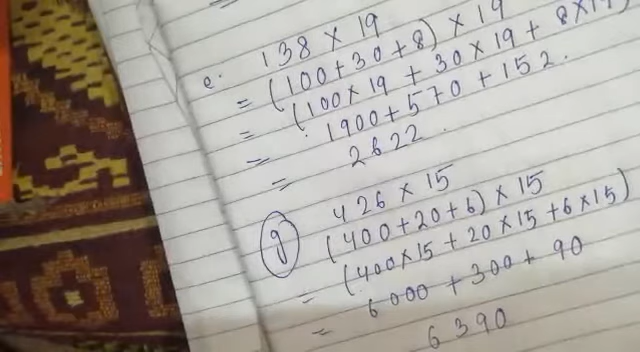 e. 138 × 19
= (100+30+8) × 19
= (100×19 + 30×19 + 8×19)
= 1900+570+152.
= 2622.
g 426 × 15
(400+20+6) × 15
= (400×15 + 20×15 + 6×15)
= 6000 + 300 + 90
6390